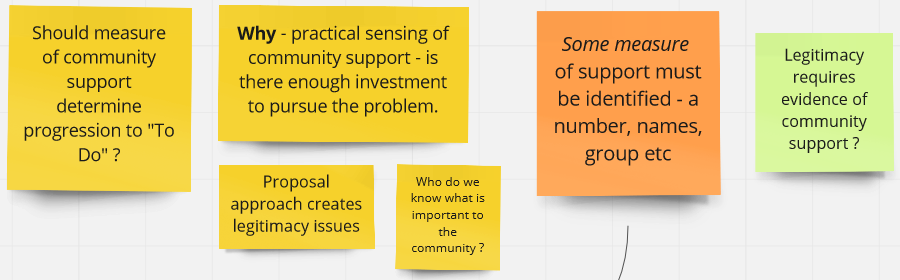 Should measure
of community
support
determine
progression to "To
Do" ?
Why - practical sensing of
community support - is
there enough investment
to pursue the problem.
Proposal
approach creates
legitimacy issues
Who do we
know what is
important to
the
community ?
Some measure
of support must
be identified - a
number, names,
group etc
Legitimacy
requires
evidence of
community
support ?